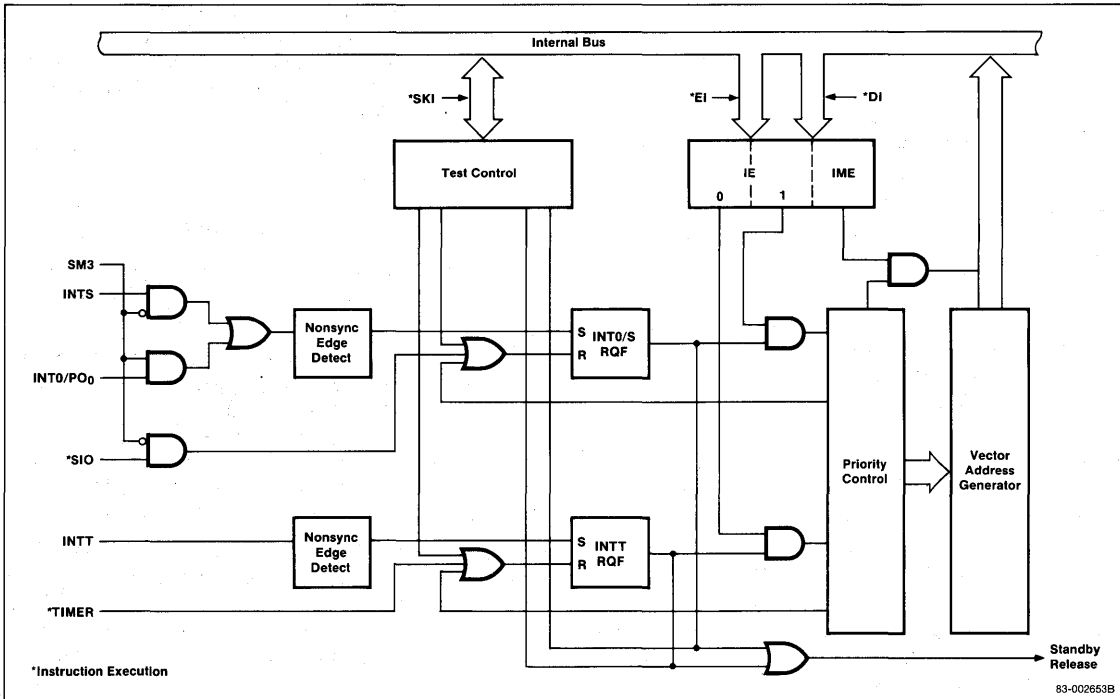 Internal Bus
*SKI
*EI
*DI
Test Control
IE
IME
0
1
SM3
INTS
Nonsync
Edge
Detect
S
R
INT0/S
RQF
INT0/PO0
*SIO
Priority
Control
Vector
Address
Generator
INTT
Nonsync
Edge
Detect
S
R
INTT
RQF
*TIMER
Standby
Release
*Instruction Execution
83-002653B